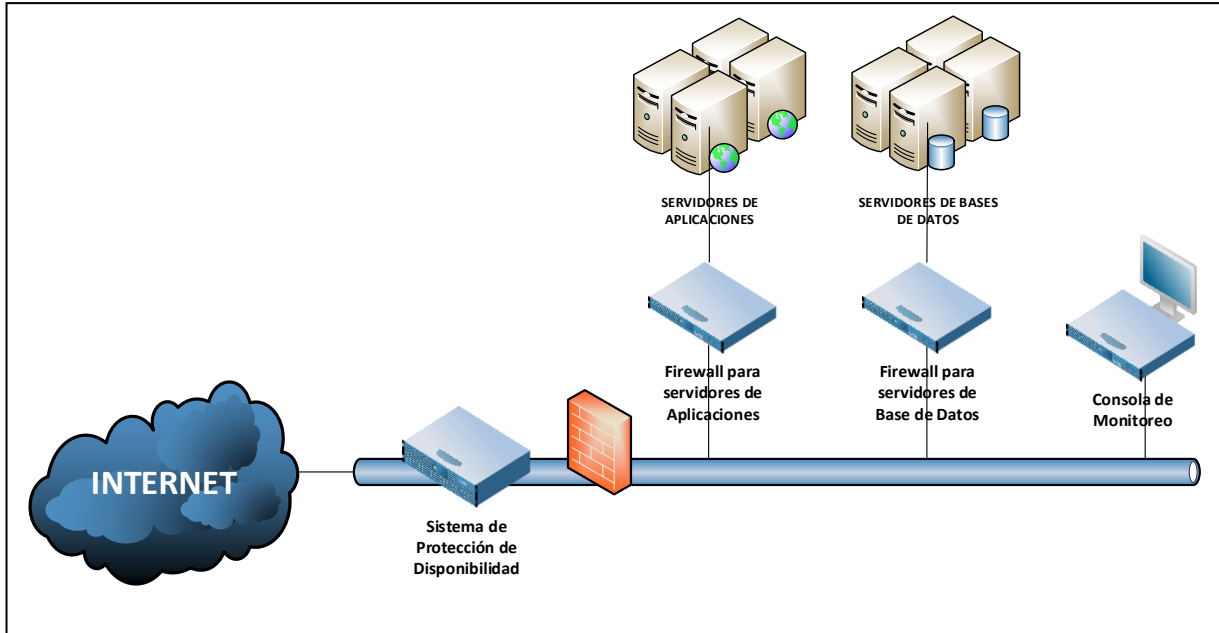 SERVIDORES DE
APLICACIONES
SERVIDORES DE BASES
DE DATOS
Firewall para
servidores de
Aplicaciones
Firewall para
servidores de
Base de Datos
Consola de
Monitoreo
INTERNET
Sistema de
Protección de
Disponibilidad